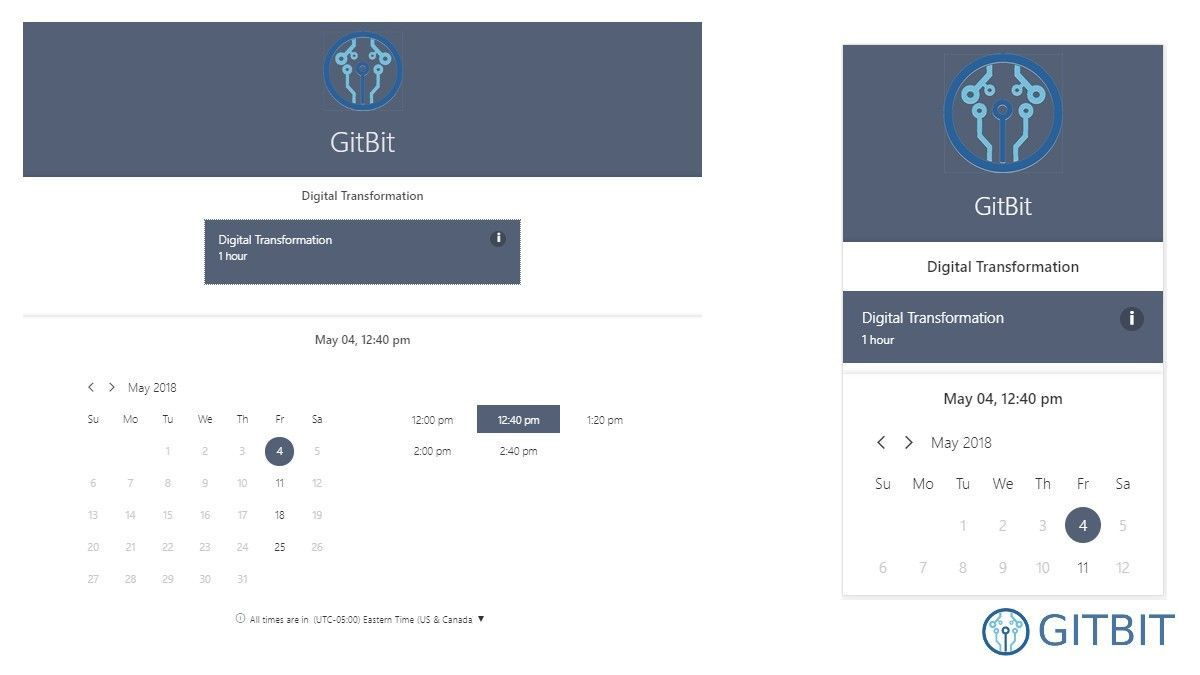 GitBit
Digital Transformation
Digital Transformation
1 hour
May 04, 12:40 pm
May 2018
Su Mo Tu We Th Fr Sa
1 2 3 4 5
6 7 8 9 10 11 12
13 14 15 16 17 18 19
20 21 22 23 24 25 26
27 28 29 30 31
12:00 pm 12:40 pm 1:20 pm
2:00 pm 2:40 pm
All times are in (UTC-05:00) Eastern Time (US & Canada
GitBit
Digital Transformation
Digital Transformation
1 hour
May 04, 12:40 pm
May 2018
Su Mo Tu We Th Fr Sa
1 2 3 4 5
6 7 8 9 10 11 12
GITBIT